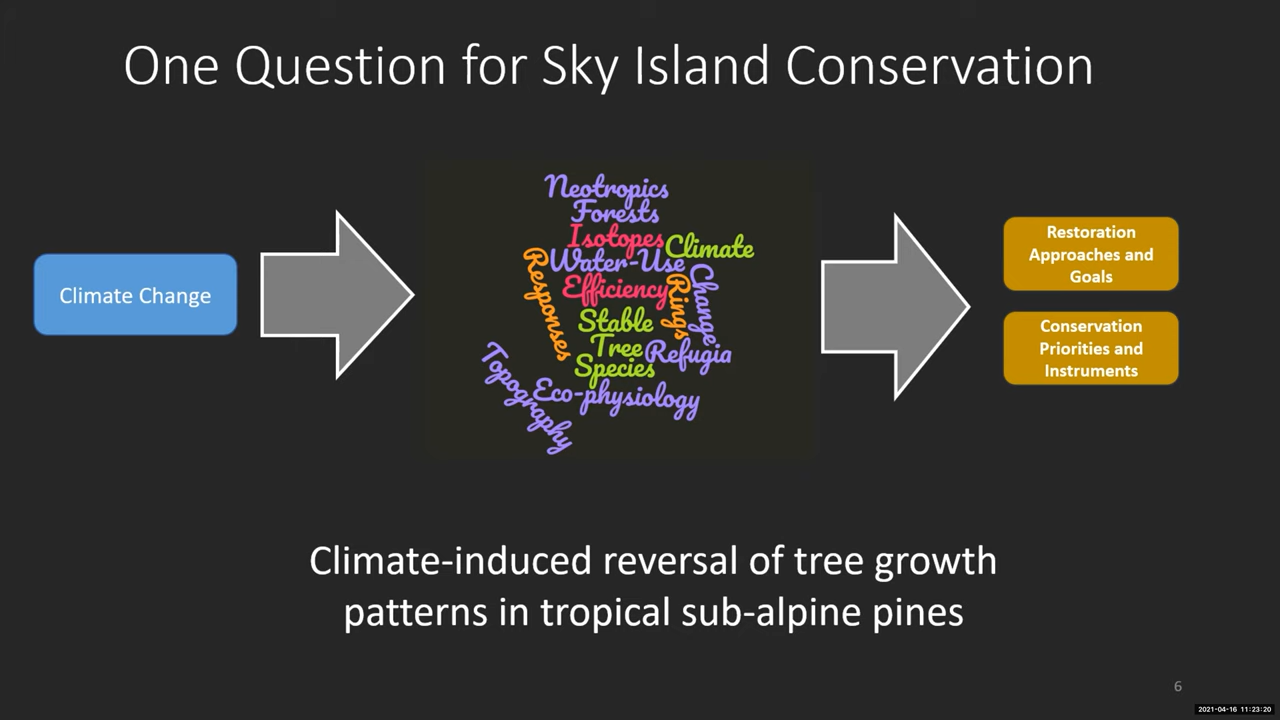 One Question for Sky Island Conservation
Climate Change
Neotropics
Forests
Isotopes
Climate
Water-Use
Responses
Efficiency
Rings
Change
Stable
Tree
Refugia
Species
Topography
Eco-physiology
Restoration
Approaches and
Goals
Conservation
Priorities and
Instruments
Climate-induced reversal of tree growth
patterns in tropical sub-alpine pines
6
2021-04-16 11:23:20